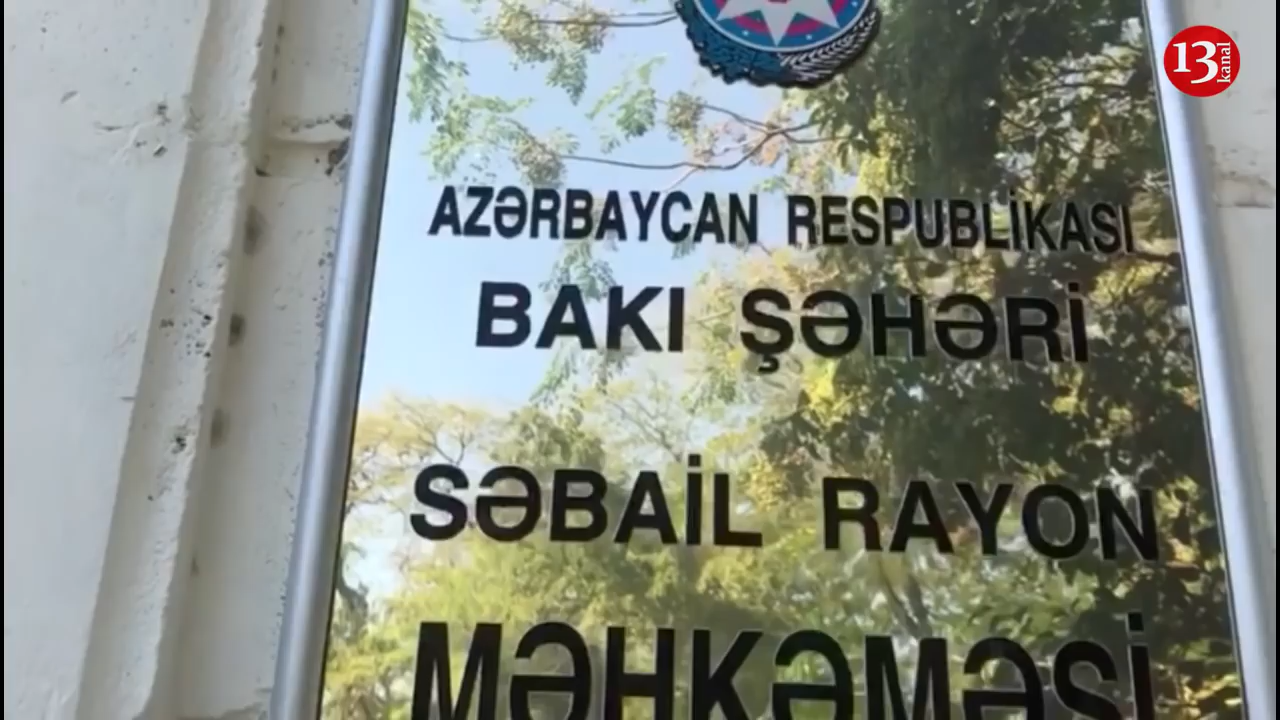 13
kanal
AZƏRBAYCAN RESPUBLİKASI
BAKI ŞƏHƏRİ
SƏBAİL RAYON
MƏHKƏMƏSİ